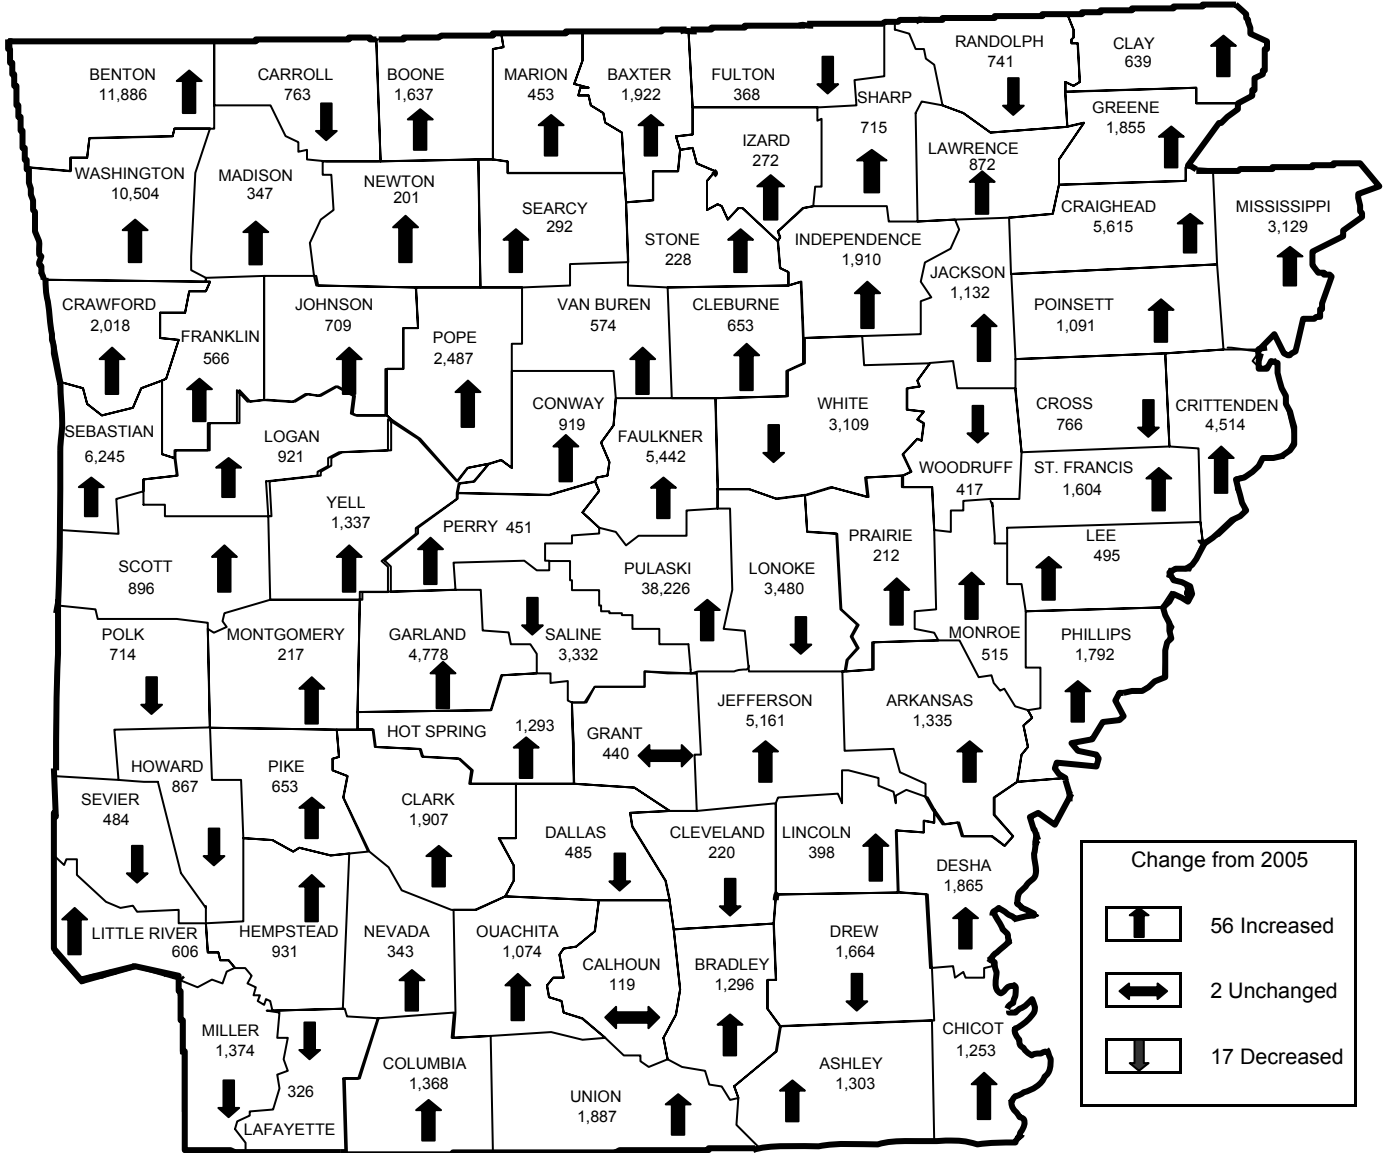 BENTON
11,886
CARROLL
763
BOONE
1,637
MARION
453
BAXTER
1,922
FULTON
368
SHARP
715
RANDOLPH
741
CLAY
639
GREENE
1,855
IZARD
272
LAWRENCE
872
WASHINGTON
10,504
MADISON
347
NEWTON
201
SEARCY
292
STONE
228
INDEPENDENCE
1,910
CRAIGHEAD
5,615
MISSISSIPPI
3,129
JACKSON
1,132
POINSETT
1,091
CRAWFORD
2,018
FRANKLIN
566
JOHNSON
709
POPE
2,487
VAN BUREN
574
CLEBURNE
653
CONWAY
919
WHITE
3,109
CROSS
766
CRITTENDEN
4,514
SEBASTIAN
6,245
LOGAN
921
FAULKNER
5,442
WOODRUFF
417
ST. FRANCIS
1,604
YELL
1,337
PERRY 451
PRAIRIE
212
LEE
495
SCOTT
896
PULASKI
38,226
LONOKE
3,480
POLK
714
MONTGOMERY
217
GARLAND
4,778
SALINE
3,332
MONROE
515
PHILLIPS
1,792
HOT SPRING 1,293
GRANT
440
JEFFERSON
5,161
ARKANSAS
1,335
HOWARD
867
PIKE
653
SEVIER
484
CLARK
1,907
DALLAS
485
CLEVELAND
220
LINCOLN
398
DESHA
1,865
LITTLE RIVER
606
HEMPSTEAD
931
NEVADA
343
OUACHITA
1,074
CALHOUN
119
BRADLEY
1,296
DREW
1,664
MILLER
1,374
326
LAFAYETTE
COLUMBIA
1,368
UNION
1,887
ASHLEY
1,303
CHICOT
1,253
Change from 2005
56 Increased
2 Unchanged
17 Decreased